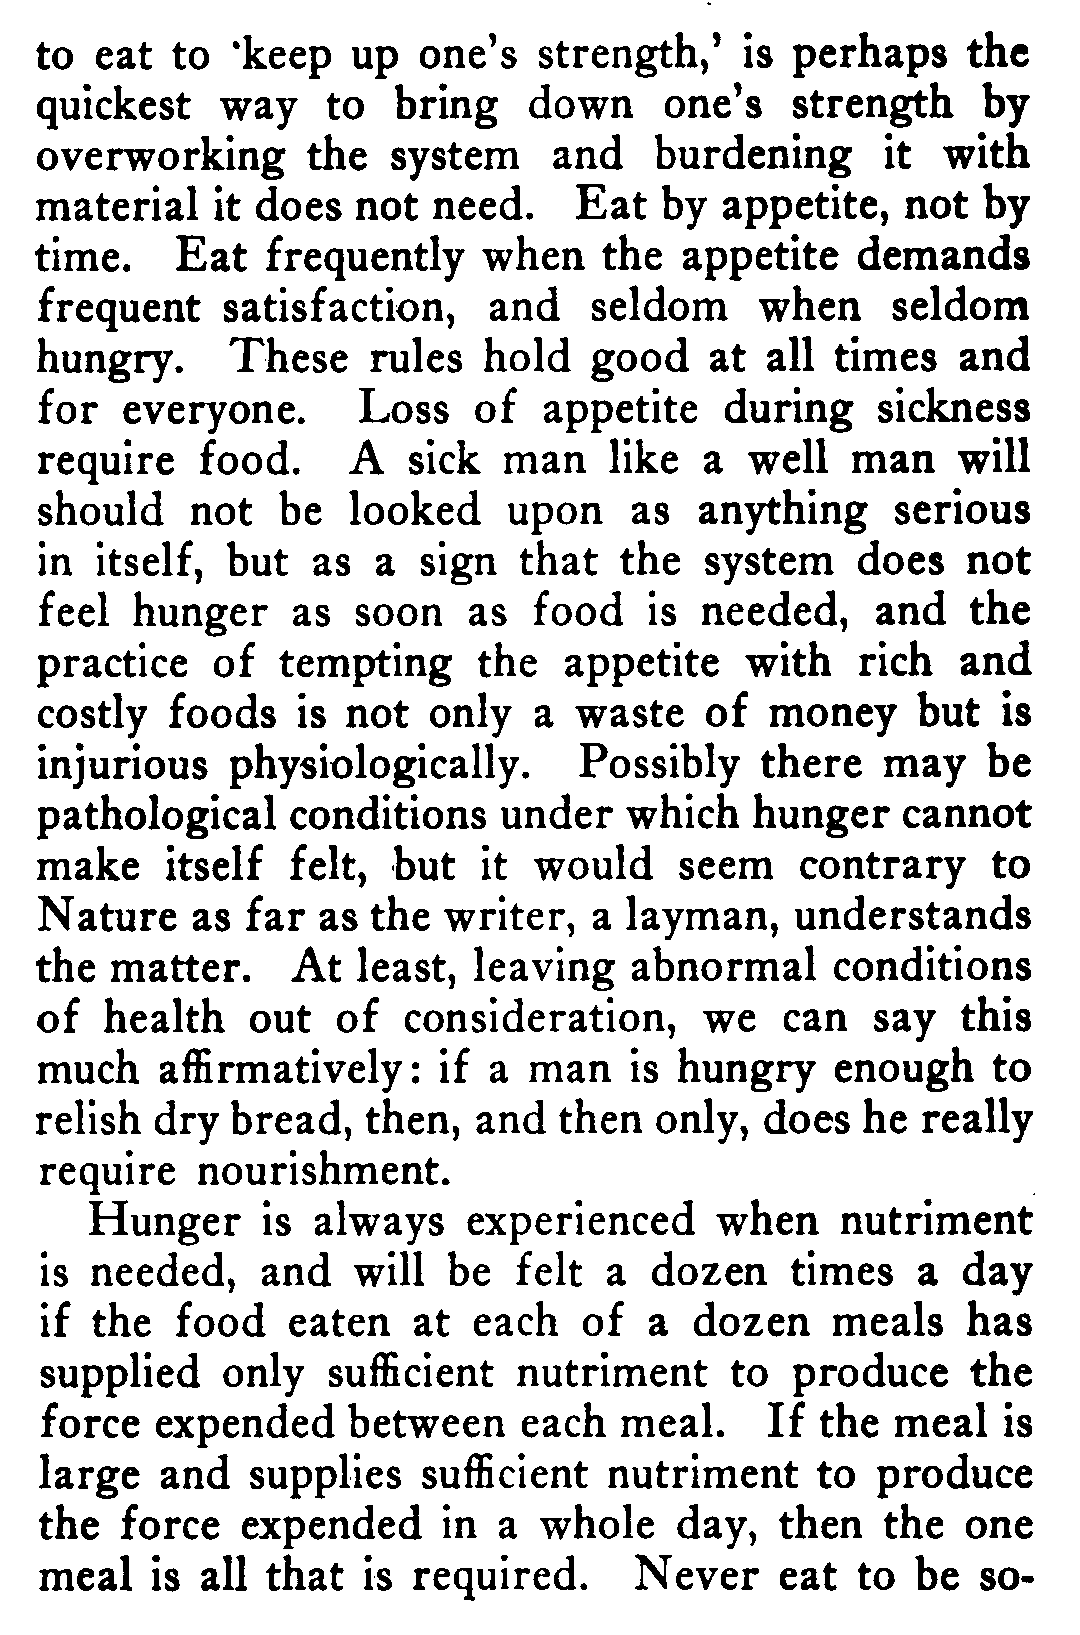 to eat to ‘keep up one’s strength,’ is perhaps the
quickest way to bring down one’s strength by
overworking the system and burdening it with
material it does not need. Eat by appetite, not by
time. Eat frequently when the appetite demands
frequent satisfaction, and seldom when seldom
hungry. These rules hold good at all times and
for everyone. Loss of appetite during sickness
require food. A sick man like a well man will
should not be looked upon as anything serious
in itself, but as a sign that the system does not
feel hunger as soon as food is needed, and the
practice of tempting the appetite with rich and
costly foods is not only a waste of money but is
injurious physiologically. Possibly there may be
pathological conditions under which hunger cannot
make itself felt, but it would seem contrary to
Nature as far as the writer, a layman, understands
the matter. At least, leaving abnormal conditions
of health out of consideration, we can say this
much affirmatively: if a man is hungry enough to
relish dry bread, then, and then only, does he really
require nourishment.
Hunger is always experienced when nutriment
is needed, and will be felt a dozen times a day
if the food eaten at each of a dozen meals has
supplied only sufficient nutriment to produce the
force expended between each meal. If the meal is
large and supplies sufficient nutriment to produce
the force expended in a whole day, then the one
meal is all that is required. Never eat to be so-